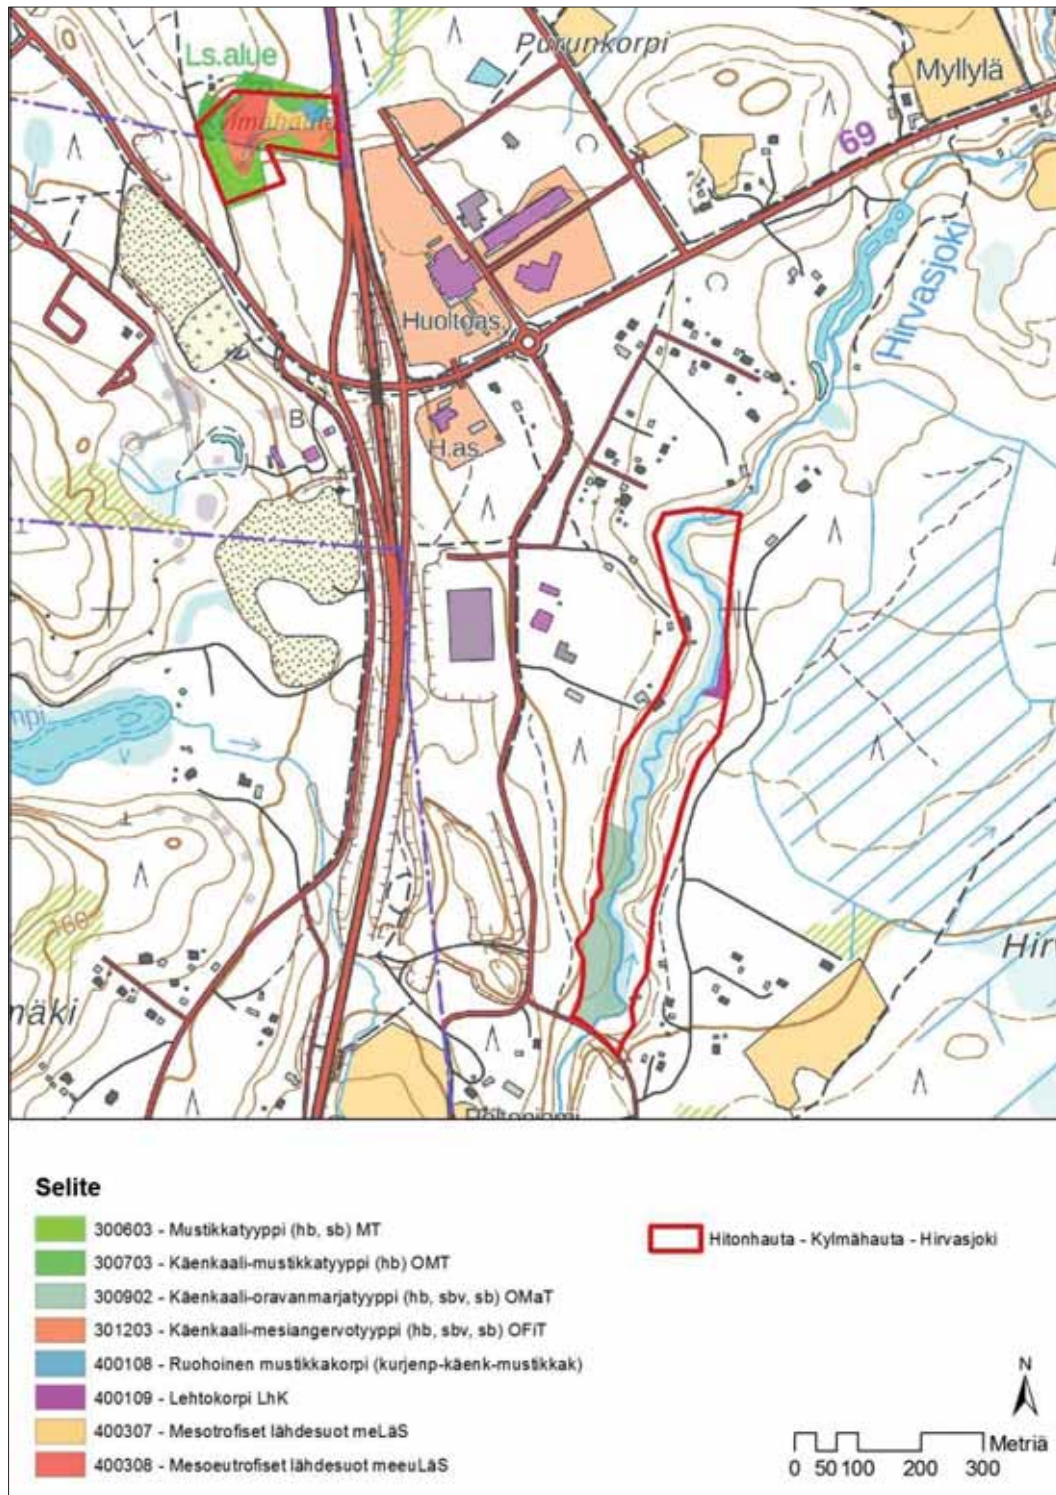 Purunkorpi
Ls.alue
Myllylä
Kylmähauta
69
Hirvasjoki
Huoltoas.
B
H.as.
mpi
160
Hir
mäki
Selite
300603 - Mustikkatyyppi (hb, sb) MT
300703 - Käenkaali-mustikkatyyppi (hb) OMT
300902 - Käenkaali-oravanmarjatyyppi (hb, sbv, sb) OMaT
301203 - Käenkaali-mesiangervotyyppi (hb, sbv, sb) OFiT
400108 - Ruohoinen mustikkakorpi (kurjenp-käenk-mustikkak)
400109 - Lehtokorpi LhK
400307 - Mesotrofiset lähdesuot meLäS
400308 - Mesoeutrofiset lähdesuot meeuLäS
Hitonhauta - Kylmähauta - Hirvasjoki
N
Metriä
0 50 100 200 300